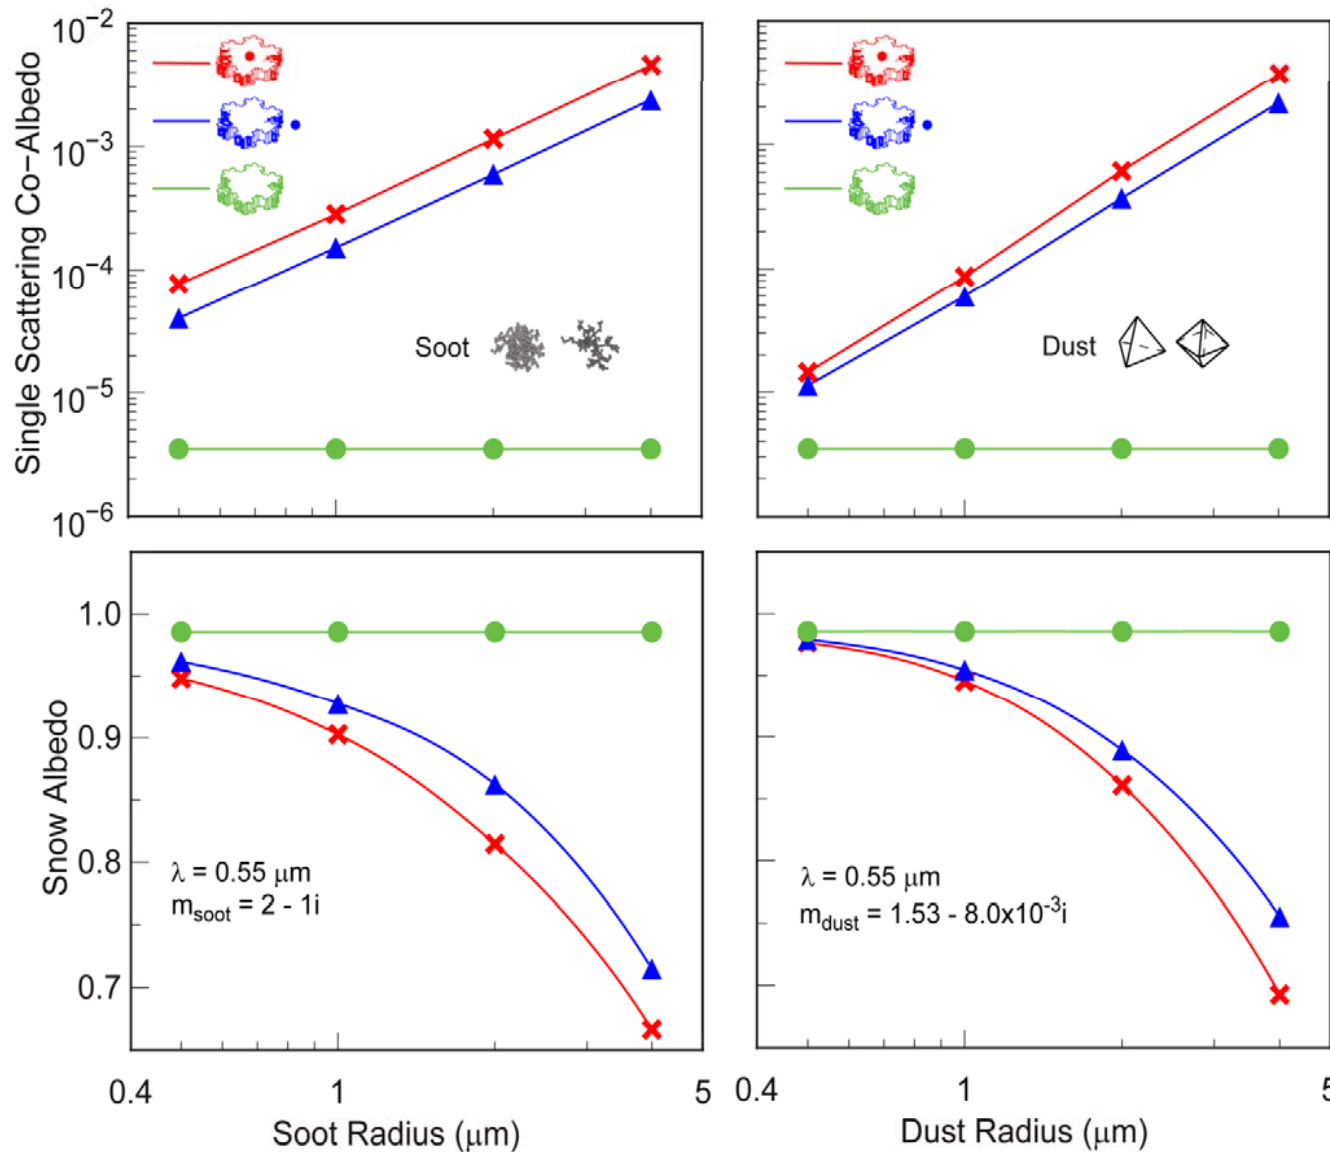 Single Scattering Co-Albedo
10⁻²
10⁻³
10⁻⁴
10⁻⁵
10⁻⁶
Soot
Dust
Snow Albedo
1.0
0.9
0.8
0.7
λ = 0.55 μm
m_soot = 2 - 1i
λ = 0.55 μm
m_dust = 1.53 - 8.0x10⁻³i
0.4 1 5
0.4 1 5
Soot Radius (μm)
Dust Radius (μm)